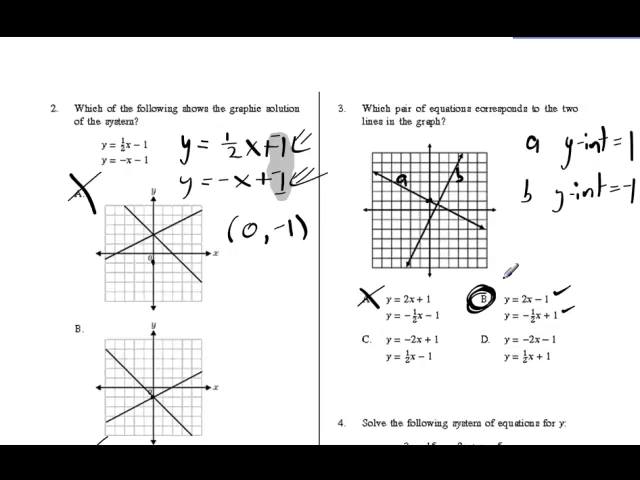 2. Which of the following shows the graphic solution
of the system?
y = ½x − 1
y = −x − 1
y = ½x + −1
y = −x + −1
(0, −1)
A.
y
x
0
B.
y
x
0
3. Which pair of equations corresponds to the two
lines in the graph?
a y-int = 1
b y-int = −1
a
b
A. y = 2x + 1
y = −½x − 1
B y = 2x − 1
y = −½x + 1
C. y = −2x + 1
y = ½x − 1
D. y = −2x − 1
y = ½x + 1
4. Solve the following system of equations for y: